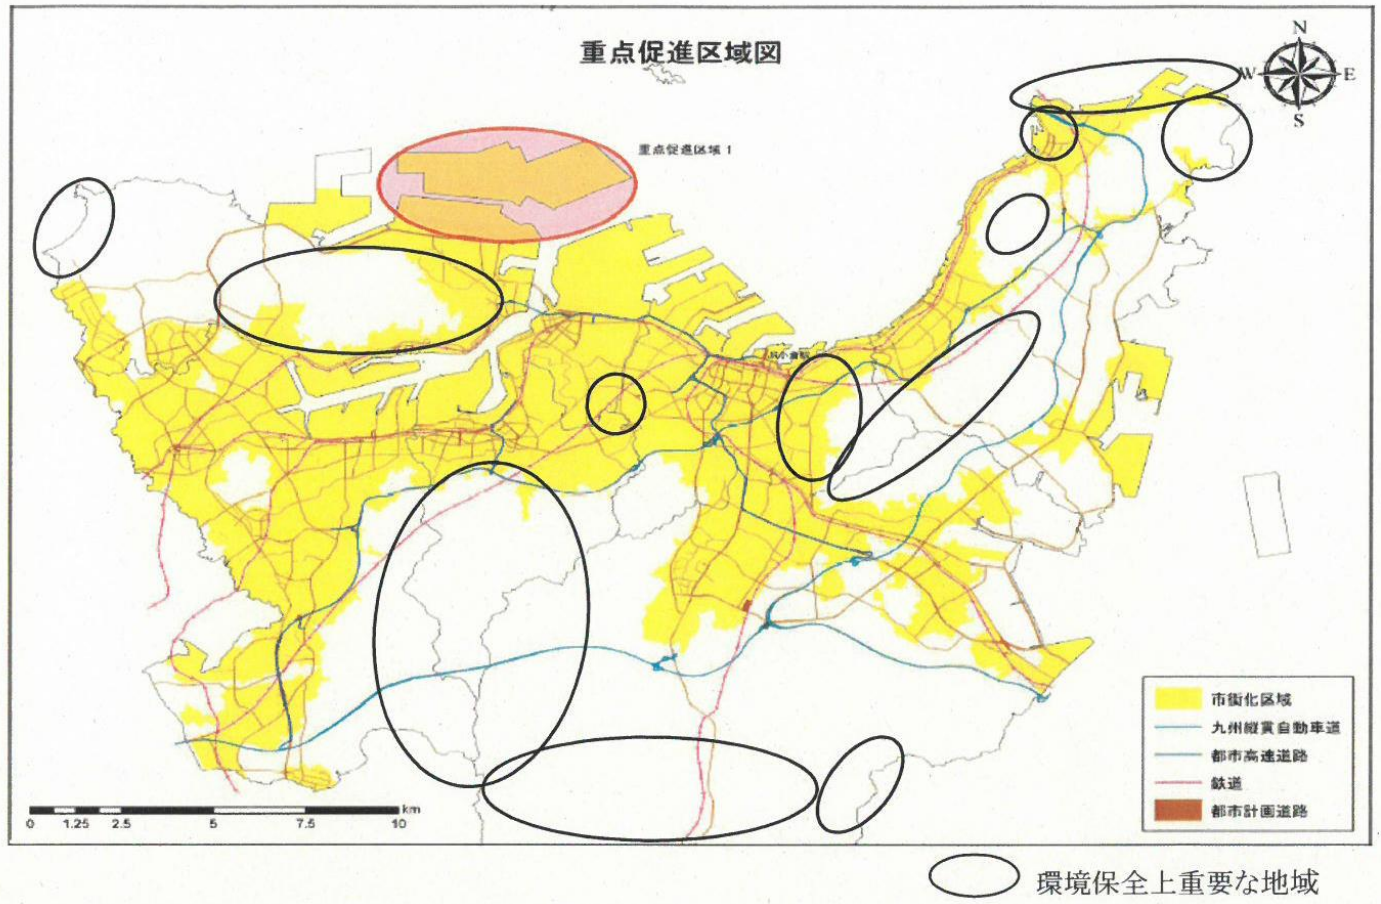 重点促進区域図
N
W E
S
重点促進区域 1
JR小倉駅
市街化区域
九州縦貫自動車道
都市高速道路
鉄道
都市計画道路
km
0 1.25 2.5 5 7.5 10
環境保全上重要な地域